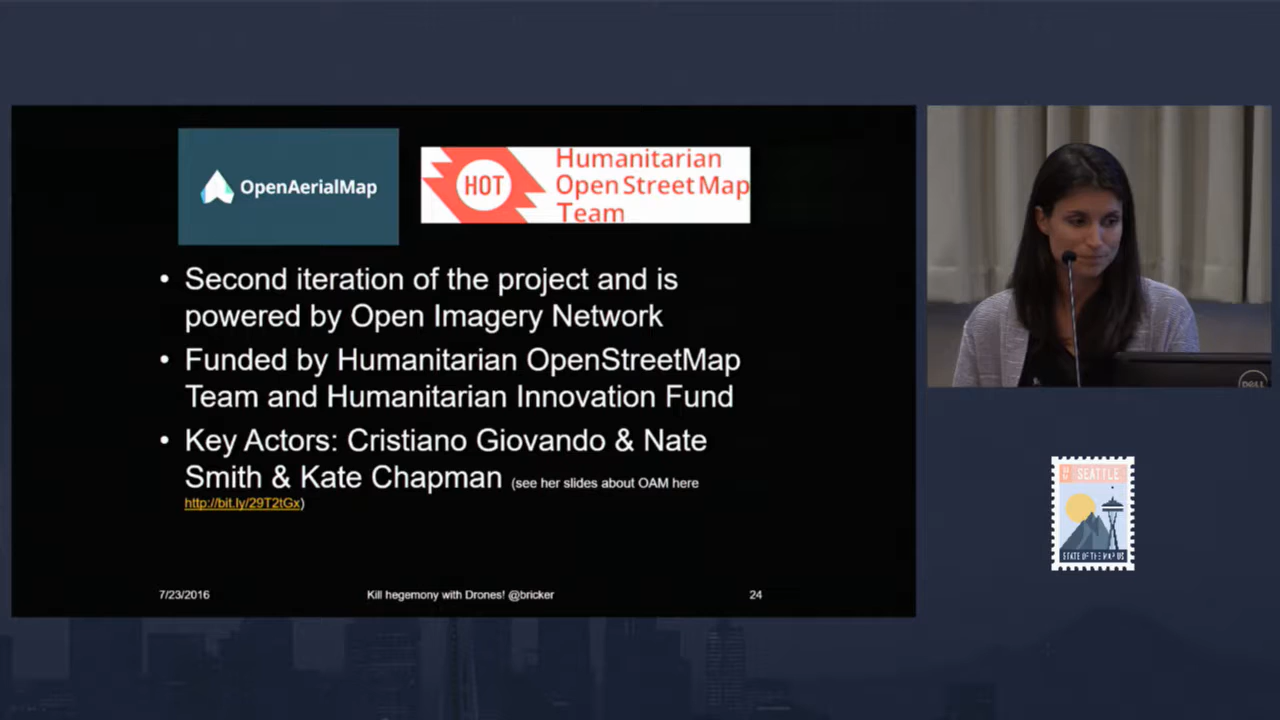 OpenAerialMap
HOT
Humanitarian
OpenStreetMap
Team
• Second iteration of the project and is
powered by Open Imagery Network
• Funded by Humanitarian OpenStreetMap
Team and Humanitarian Innovation Fund
• Key Actors: Cristiano Giovando & Nate
Smith & Kate Chapman (see her slides about OAM here
http://bit.ly/29T2tGx)
7/23/2016
Kill hegemony with Drones! @bricker
24
DELL
SEATTLE
STATE OF THE MAP US